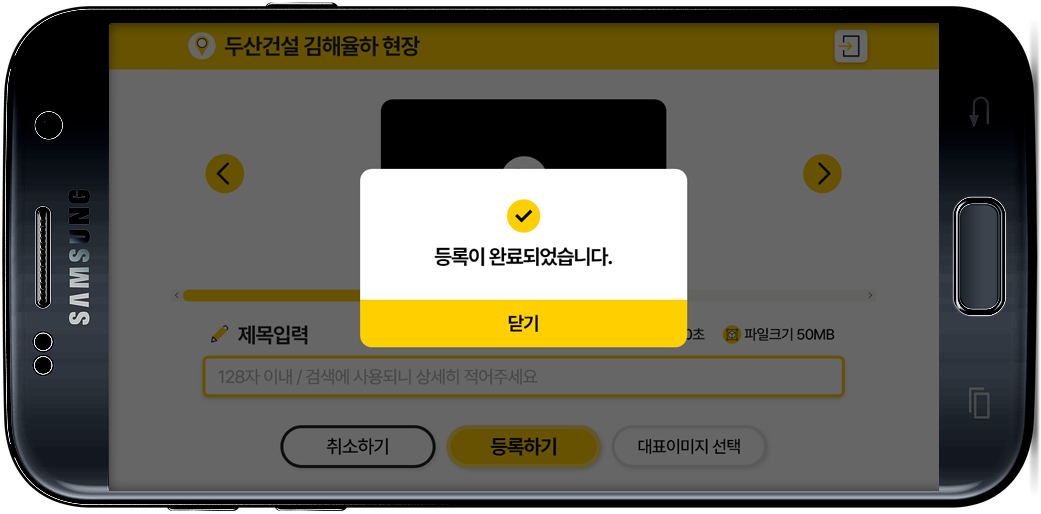 두산건설 김해율하 현장
등록이 완료되었습니다.
닫기
제목입력
0초
파일크기 50MB
128자 이내 / 검색에 사용되니 상세히 적어주세요
취소하기
등록하기
대표이미지 선택
SAMSUNG